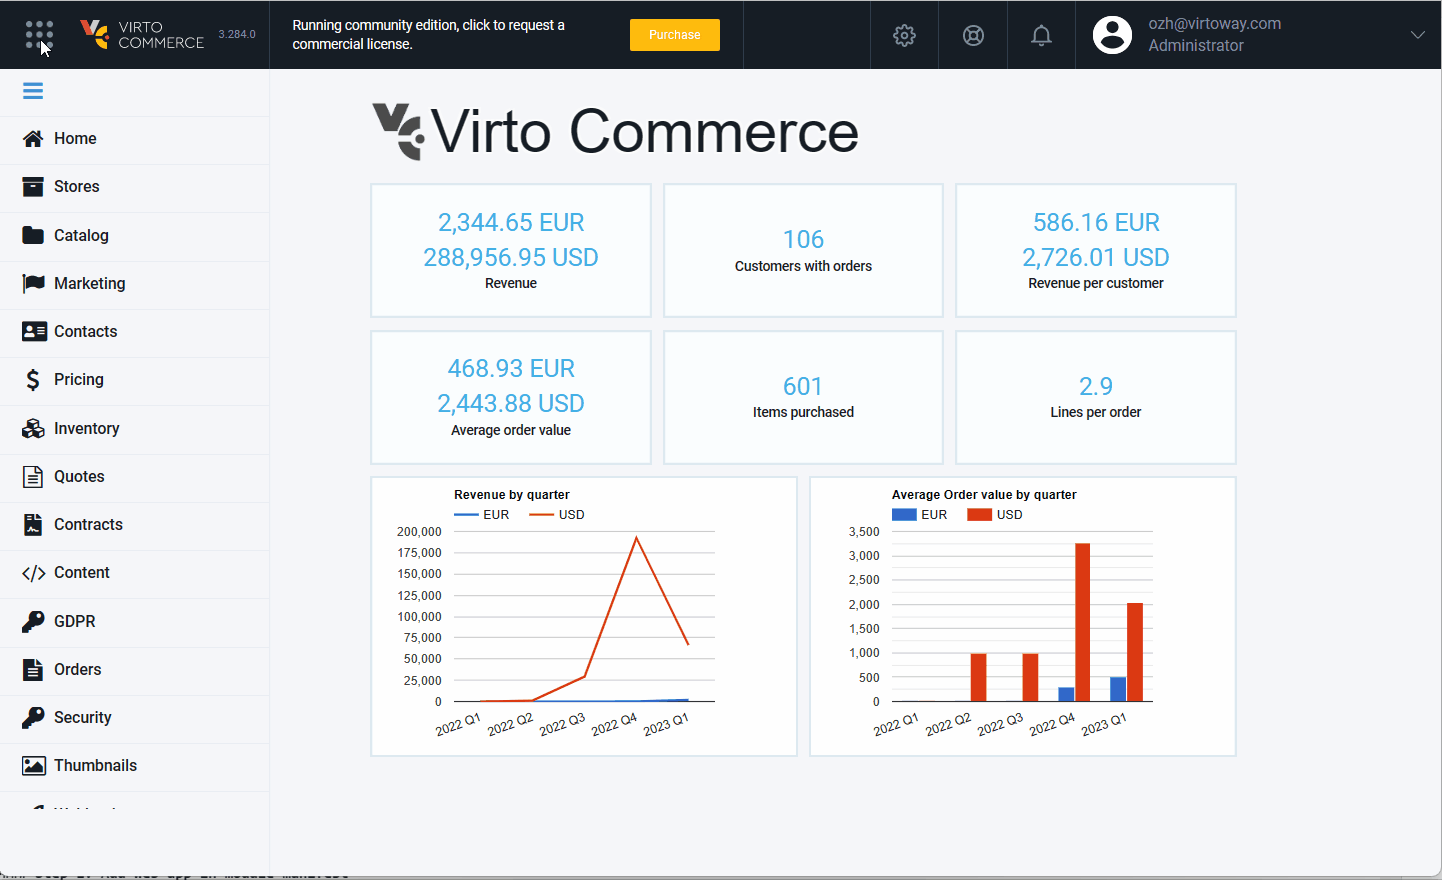 VIRTO
COMMERCE
3.284.0
Running community edition, click to request a
commercial license.
Purchase
ozh@virtoway.com
Administrator
Home
Stores
Catalog
Marketing
Contacts
Pricing
Inventory
Quotes
Contracts
Content
GDPR
Orders
Security
Thumbnails
Virto Commerce
2,344.65 EUR
288,956.95 USD
Revenue
106
Customers with orders
586.16 EUR
2,726.01 USD
Revenue per customer
468.93 EUR
2,443.88 USD
Average order value
601
Items purchased
2.9
Lines per order
Revenue by quarter
EUR USD
200,000
175,000
150,000
125,000
100,000
75,000
50,000
25,000
0
2022 Q1 2022 Q2 2022 Q3 2022 Q4 2023 Q1
Average Order value by quarter
EUR USD
3,500
3,000
2,500
2,000
1,500
1,000
500
0
2022 Q1 2022 Q2 2022 Q3 2022 Q4 2023 Q1